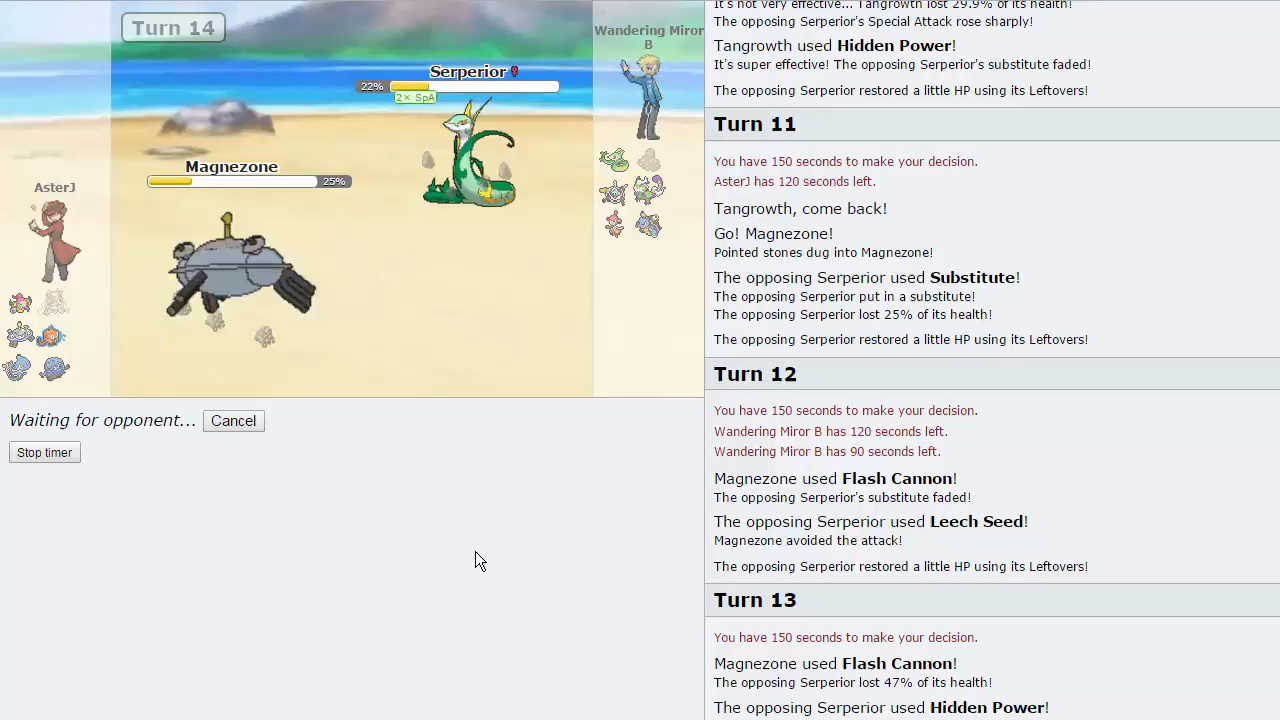 Turn 14
Wandering Miror
B
Serperior
22%
2× SpA
Magnezone
25%
AsterJ
Waiting for opponent... Cancel
Stop timer
It's not very effective... Tangrowth lost 29.9% of its health!
The opposing Serperior's Special Attack rose sharply!
Tangrowth used Hidden Power!
It's super effective! The opposing Serperior's substitute faded!
The opposing Serperior restored a little HP using its Leftovers!
Turn 11
You have 150 seconds to make your decision.
AsterJ has 120 seconds left.
Tangrowth, come back!
Go! Magnezone!
Pointed stones dug into Magnezone!
The opposing Serperior used Substitute!
The opposing Serperior put in a substitute!
The opposing Serperior lost 25% of its health!
The opposing Serperior restored a little HP using its Leftovers!
Turn 12
You have 150 seconds to make your decision.
Wandering Miror B has 120 seconds left.
Wandering Miror B has 90 seconds left.
Magnezone used Flash Cannon!
The opposing Serperior's substitute faded!
The opposing Serperior used Leech Seed!
Magnezone avoided the attack!
The opposing Serperior restored a little HP using its Leftovers!
Turn 13
You have 150 seconds to make your decision.
Magnezone used Flash Cannon!
The opposing Serperior lost 47% of its health!
The opposing Serperior used Hidden Power!